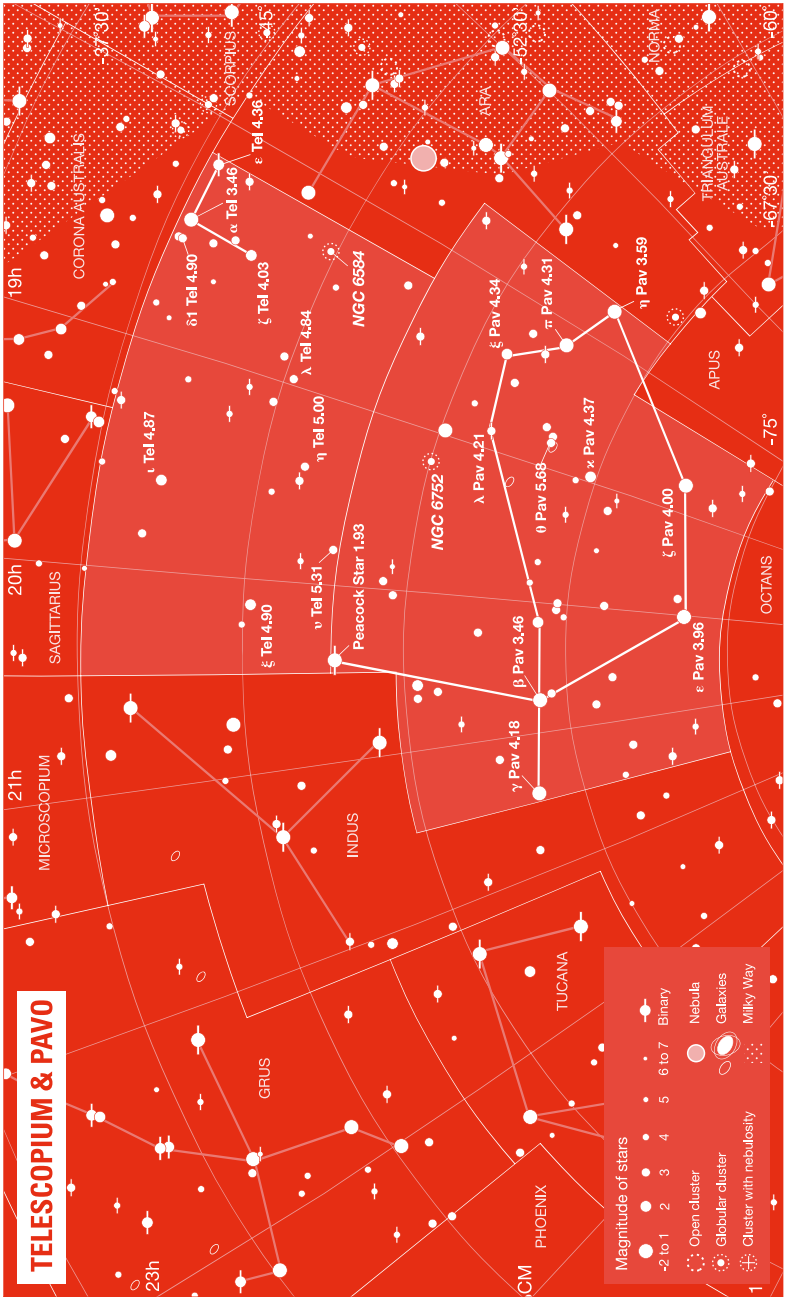 TELESCOPIUM & PAVO
23h
21h
20h
19h
MICROSCOPIUM
SAGITTARIUS
CORONA AUSTRALIS
SCORPIUS
-37°30'
-45°
-52°30'
-60°
-67°30'
-75°
GRUS
INDUS
TUCANA
PHOENIX
OCTANS
APUS
ARA
NORMA
TRIANGULUM
AUSTRALE
ε Tel 4.36
α Tel 3.46
δ1 Tel 4.90
ζ Tel 4.03
λ Tel 4.84
ι Tel 4.87
η Tel 5.00
ξ Tel 4.90
υ Tel 5.31
NGC 6584
Peacock Star 1.93
NGC 6752
ξ Pav 4.34
π Pav 4.31
η Pav 3.59
λ Pav 4.21
θ Pav 5.68
ϰ Pav 4.37
ζ Pav 4.00
β Pav 3.46
ε Pav 3.96
γ Pav 4.18
SCM
1
Magnitude of stars
-2 to 1 2 3 4 5 6 to 7 Binary
Open cluster Nebula
Globular cluster Galaxies
Cluster with nebulosity Milky Way